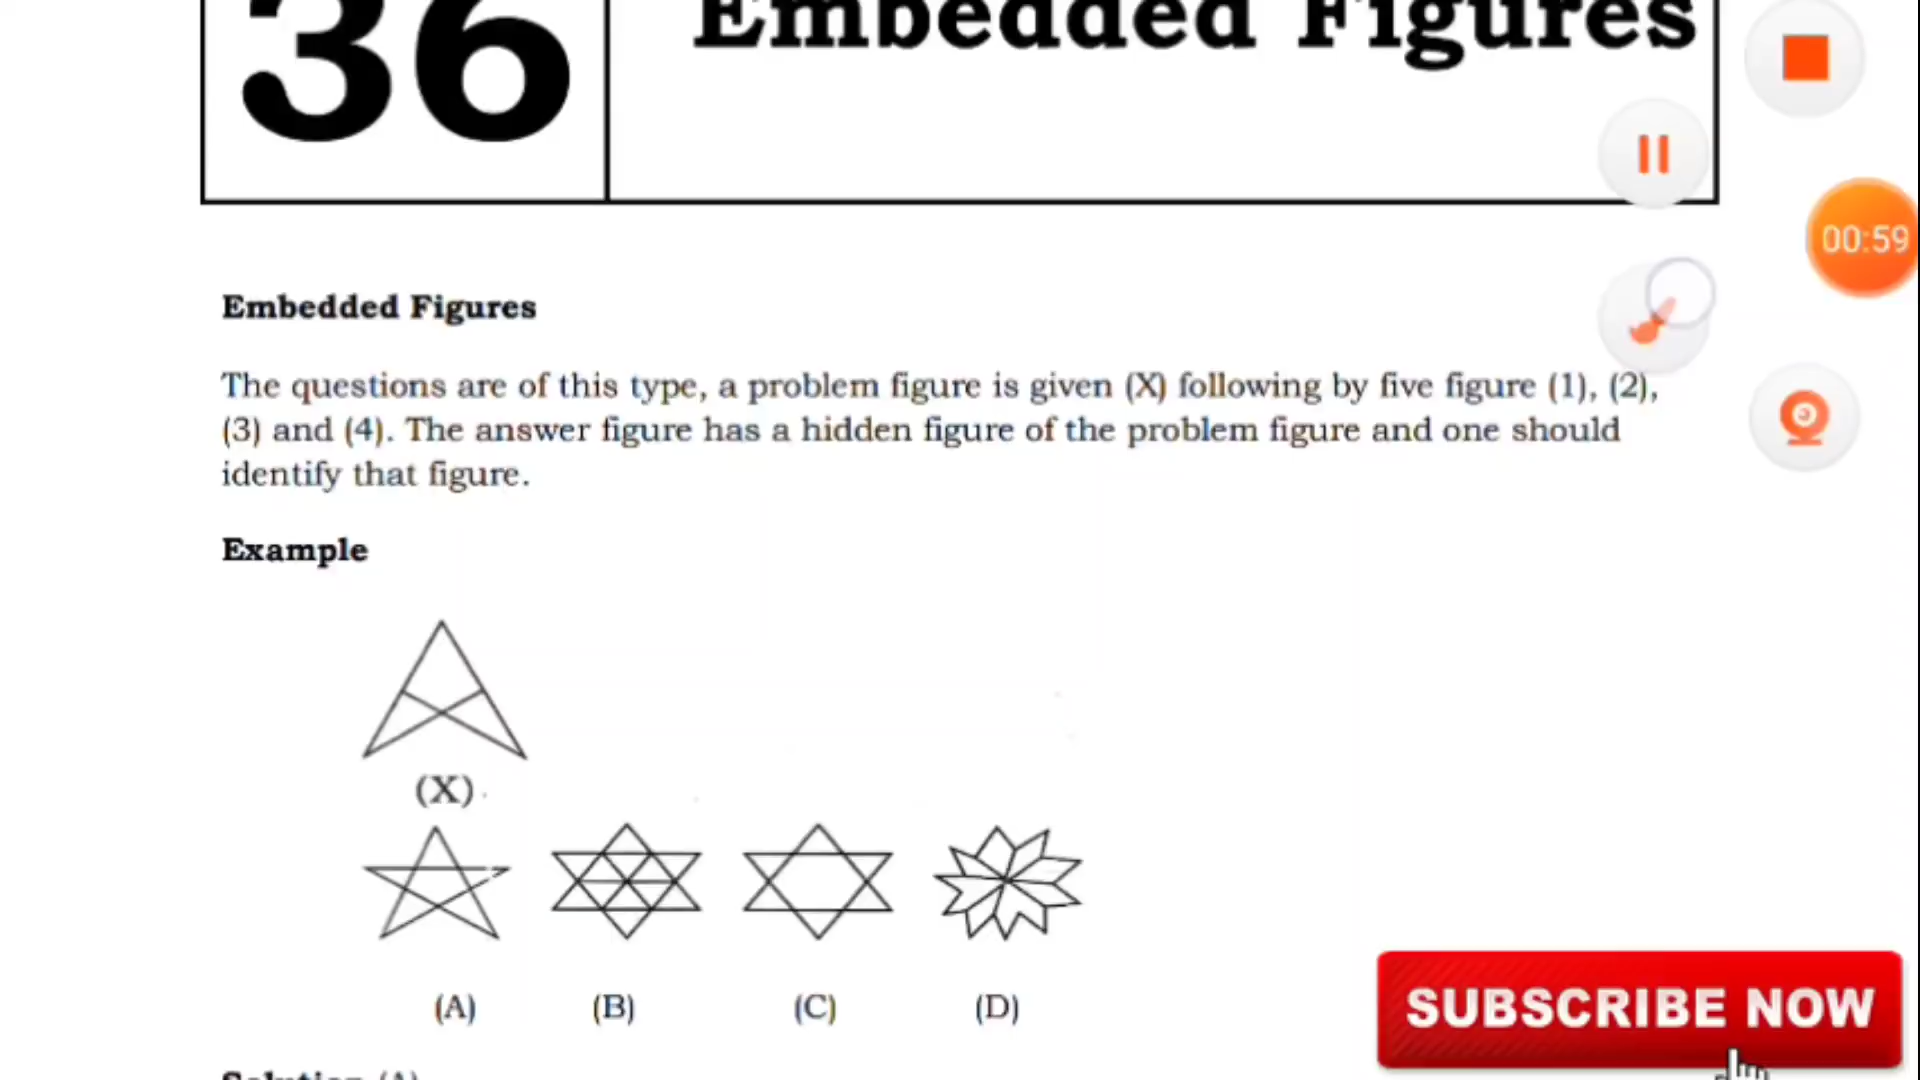 36
Embedded Figures
00:59
Embedded Figures
The questions are of this type, a problem figure is given (X) following by five figure (1), (2),
(3) and (4). The answer figure has a hidden figure of the problem figure and one should
identify that figure.
Example
(X)
(A) (B) (C) (D)
SUBSCRIBE NOW
Solution (A)